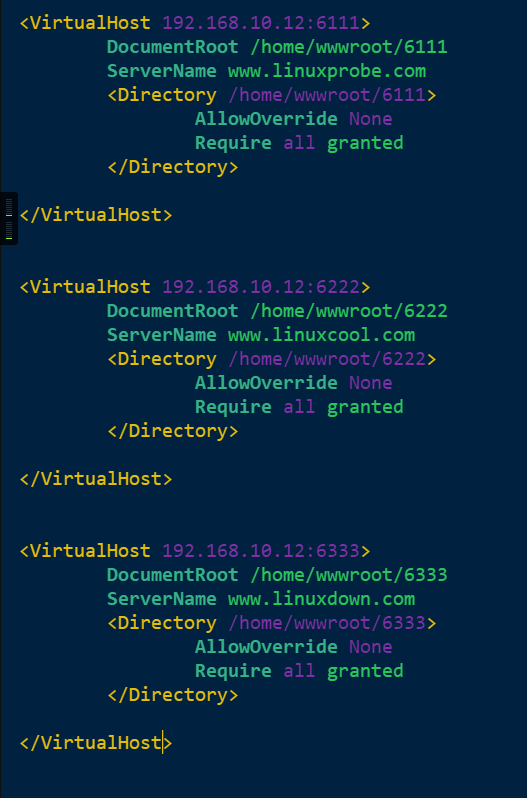 <VirtualHost 192.168.10.12:6111>
        DocumentRoot /home/wwwroot/6111
        ServerName www.linuxprobe.com
        <Directory /home/wwwroot/6111>
                AllowOverride None
                Require all granted
        </Directory>
</VirtualHost>
<VirtualHost 192.168.10.12:6222>
        DocumentRoot /home/wwwroot/6222
        ServerName www.linuxcool.com
        <Directory /home/wwwroot/6222>
                AllowOverride None
                Require all granted
        </Directory>
</VirtualHost>
<VirtualHost 192.168.10.12:6333>
        DocumentRoot /home/wwwroot/6333
        ServerName www.linuxdown.com
        <Directory /home/wwwroot/6333>
                AllowOverride None
                Require all granted
        </Directory>
</VirtualHost>